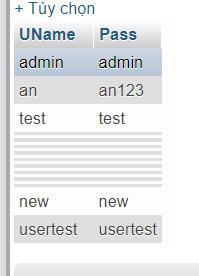 + Tùy chọn
UName Pass
admin admin
an an123
test test
new new
usertest usertest